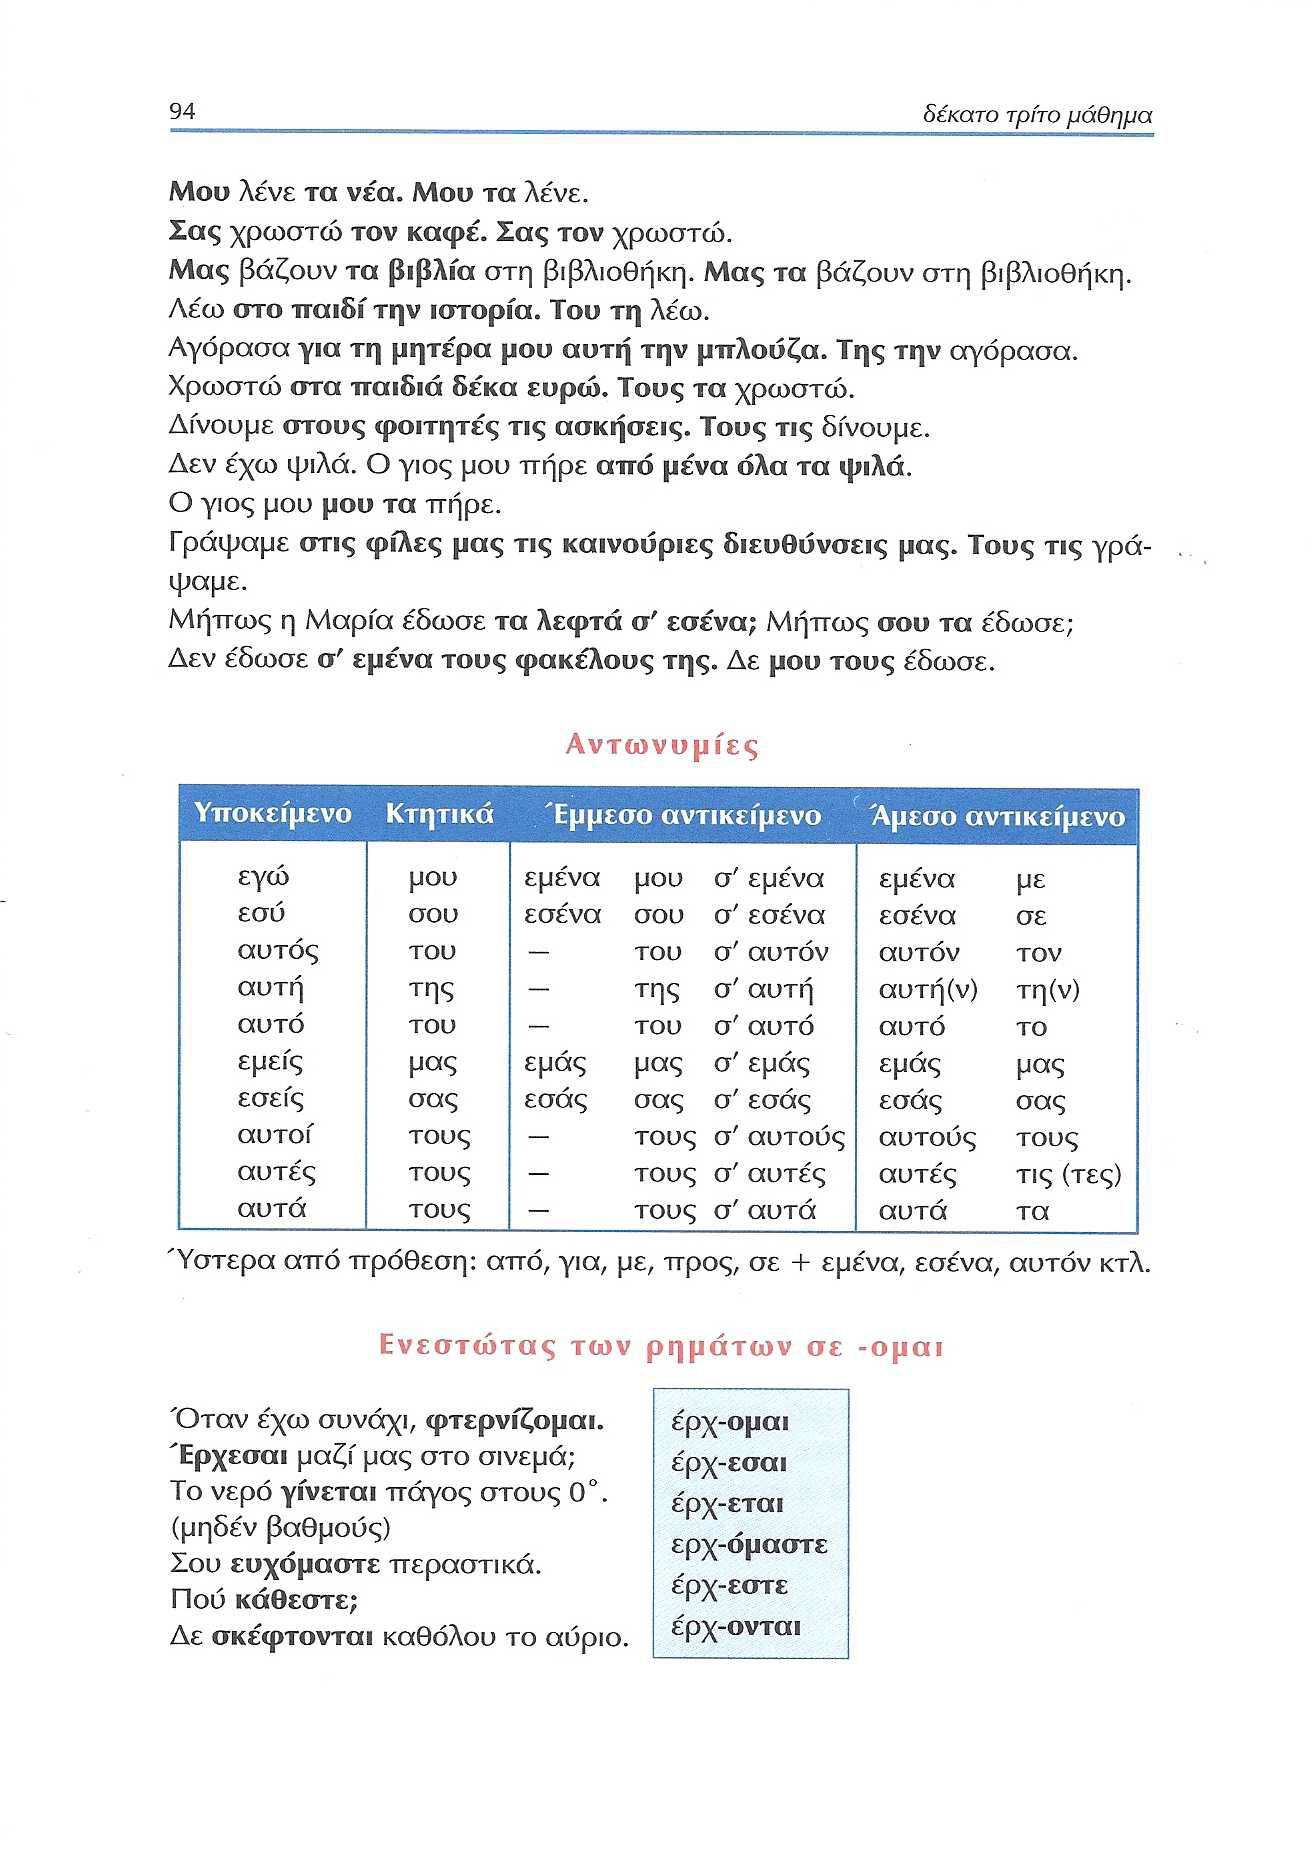 94 δέκατο τρίτο μάθημα
Μου λένε τα νέα. Μου τα λένε.
Σας χρωστώ τον καφέ. Σας τον χρωστώ.
Μας βάζουν τα βιβλία στη βιβλιοθήκη. Μας τα βάζουν στη βιβλιοθήκη.
Λέω στο παιδί την ιστορία. Του τη λέω.
Αγόρασα για τη μητέρα μου αυτή την μπλούζα. Της την αγόρασα.
Χρωστώ στα παιδιά δέκα ευρώ. Τους τα χρωστώ.
Δίνουμε στους φοιτητές τις ασκήσεις. Τους τις δίνουμε.
Δεν έχω ψιλά. Ο γιος μου πήρε από μένα όλα τα ψιλά.
Ο γιος μου μου τα πήρε.
Γράψαμε στις φίλες μας τις καινούριες διευθύνσεις μας. Τους τις γρά-
ψαμε.
Μήπως η Μαρία έδωσε τα λεφτά σ' εσένα; Μήπως σου τα έδωσε;
Δεν έδωσε σ' εμένα τους φακέλους της. Δε μου τους έδωσε.
Αντωνυμίες
Υποκείμενο Κτητικά Έμμεσο αντικείμενο Άμεσο αντικείμενο
εγώ μου εμένα μου σ' εμένα εμένα με
εσύ σου εσένα σου σ' εσένα εσένα σε
αυτός του — του σ' αυτόν αυτόν τον
αυτή της — της σ' αυτή αυτή(ν) τη(ν)
αυτό του — του σ' αυτό αυτό το
εμείς μας εμάς μας σ' εμάς εμάς μας
εσείς σας εσάς σας σ' εσάς εσάς σας
αυτοί τους — τους σ' αυτούς αυτούς τους
αυτές τους — τους σ' αυτές αυτές τις (τες)
αυτά τους — τους σ' αυτά αυτά τα
Ύστερα από πρόθεση: από, για, με, προς, σε + εμένα, εσένα, αυτόν κτλ.
Ενεστώτας των ρημάτων σε -ομαι
Όταν έχω συνάχι, φτερνίζομαι.
Έρχεσαι μαζί μας στο σινεμά;
Το νερό γίνεται πάγος στους 0°.
(μηδέν βαθμούς)
Σου ευχόμαστε περαστικά.
Πού κάθεστε;
Δε σκέφτονται καθόλου το αύριο.
έρχ-ομαι
έρχ-εσαι
έρχ-εται
ερχ-όμαστε
έρχ-εστε
έρχ-ονται